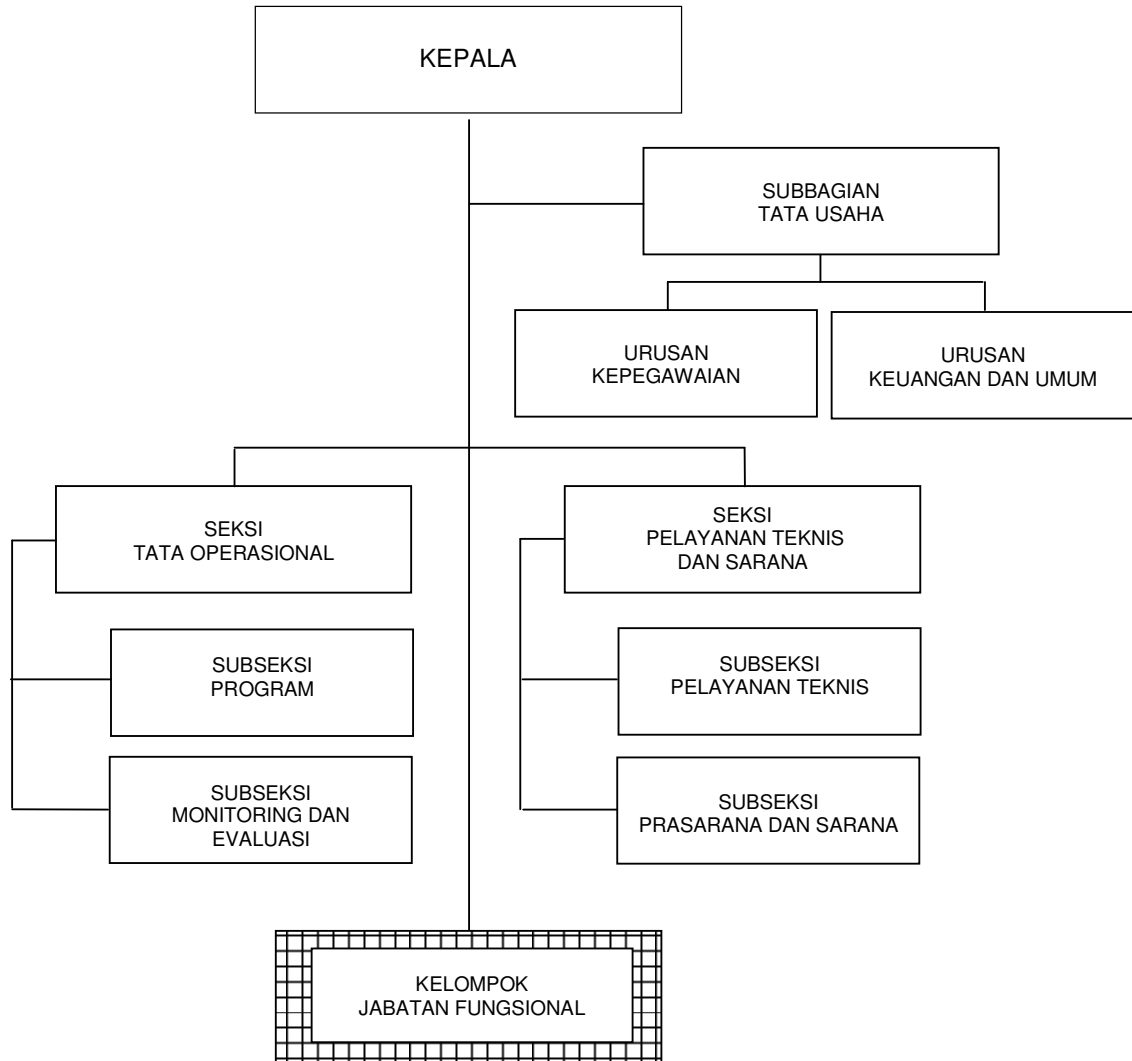 KEPALA
SUBBAGIAN
TATA USAHA
URUSAN
KEPEGAWAIAN
URUSAN
KEUANGAN DAN UMUM
SEKSI
TATA OPERASIONAL
SEKSI
PELAYANAN TEKNIS
DAN SARANA
SUBSEKSI
PROGRAM
SUBSEKSI
PELAYANAN TEKNIS
SUBSEKSI
MONITORING DAN
EVALUASI
SUBSEKSI
PRASARANA DAN SARANA
KELOMPOK
JABATAN FUNGSIONAL